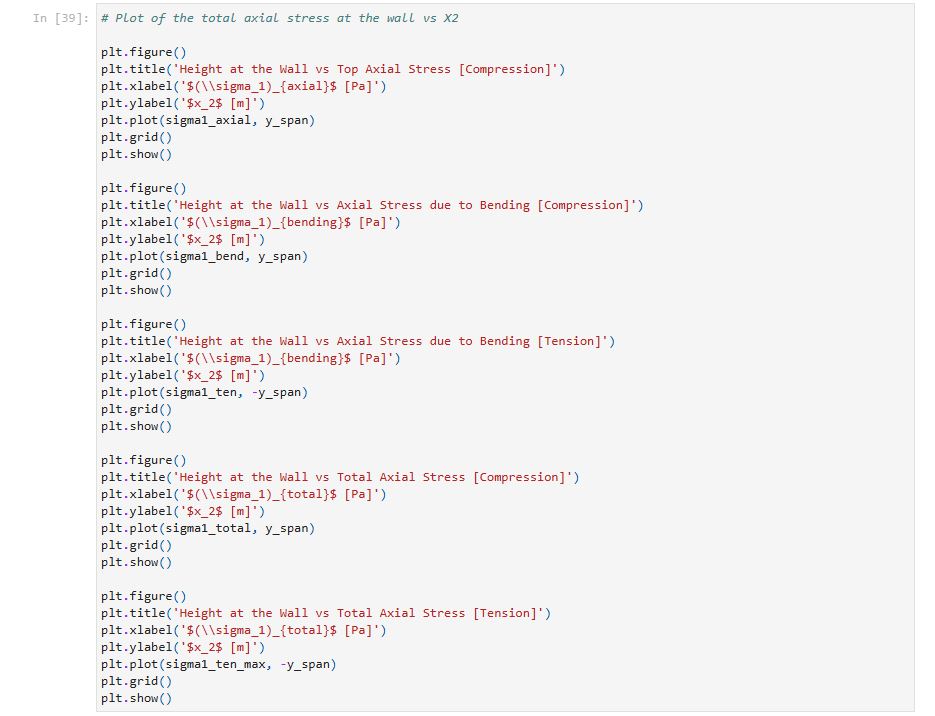 In [39]: # Plot of the total axial stress at the wall vs X2
plt.figure()
plt.title('Height at the Wall vs Top Axial Stress [Compression]')
plt.xlabel('$(\\sigma_1)_{axial}$ [Pa]')
plt.ylabel('$x_2$ [m]')
plt.plot(sigma1_axial, y_span)
plt.grid()
plt.show()
plt.figure()
plt.title('Height at the Wall vs Axial Stress due to Bending [Compression]')
plt.xlabel('$(\\sigma_1)_{bending}$ [Pa]')
plt.ylabel('$x_2$ [m]')
plt.plot(sigma1_bend, y_span)
plt.grid()
plt.show()
plt.figure()
plt.title('Height at the Wall vs Axial Stress due to Bending [Tension]')
plt.xlabel('$(\\sigma_1)_{bending}$ [Pa]')
plt.ylabel('$x_2$ [m]')
plt.plot(sigma1_ten, -y_span)
plt.grid()
plt.show()
plt.figure()
plt.title('Height at the Wall vs Total Axial Stress [Compression]')
plt.xlabel('$(\\sigma_1)_{total}$ [Pa]')
plt.ylabel('$x_2$ [m]')
plt.plot(sigma1_total, y_span)
plt.grid()
plt.show()
plt.figure()
plt.title('Height at the Wall vs Total Axial Stress [Tension]')
plt.xlabel('$(\\sigma_1)_{total}$ [Pa]')
plt.ylabel('$x_2$ [m]')
plt.plot(sigma1_ten_max, -y_span)
plt.grid()
plt.show()